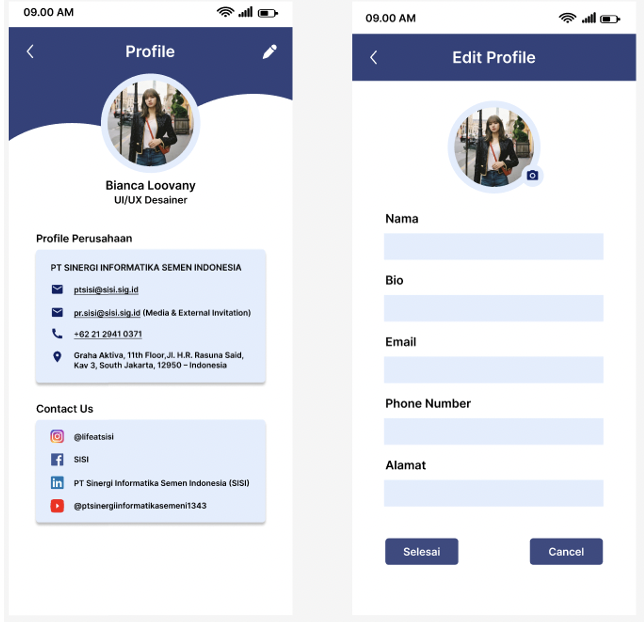 09.00 AM
Profile
Bianca Loovany
UI/UX Desainer
Profile Perusahaan
PT SINERGI INFORMATIKA SEMEN INDONESIA
ptsisi@sisi.sig.id
pr.sisi@sisi.sig.id (Media & External Invitation)
+62 21 2941 0371
Graha Aktiva, 11th Floor,Jl. H.R. Rasuna Said,
Kav 3, South Jakarta, 12950 – Indonesia
Contact Us
@lifeatsisi
SISI
PT Sinergi Informatika Semen Indonesia (SISI)
@ptsinergiinformatikasemeni1343
09.00 AM
Edit Profile
Nama
Bio
Email
Phone Number
Alamat
Selesai
Cancel